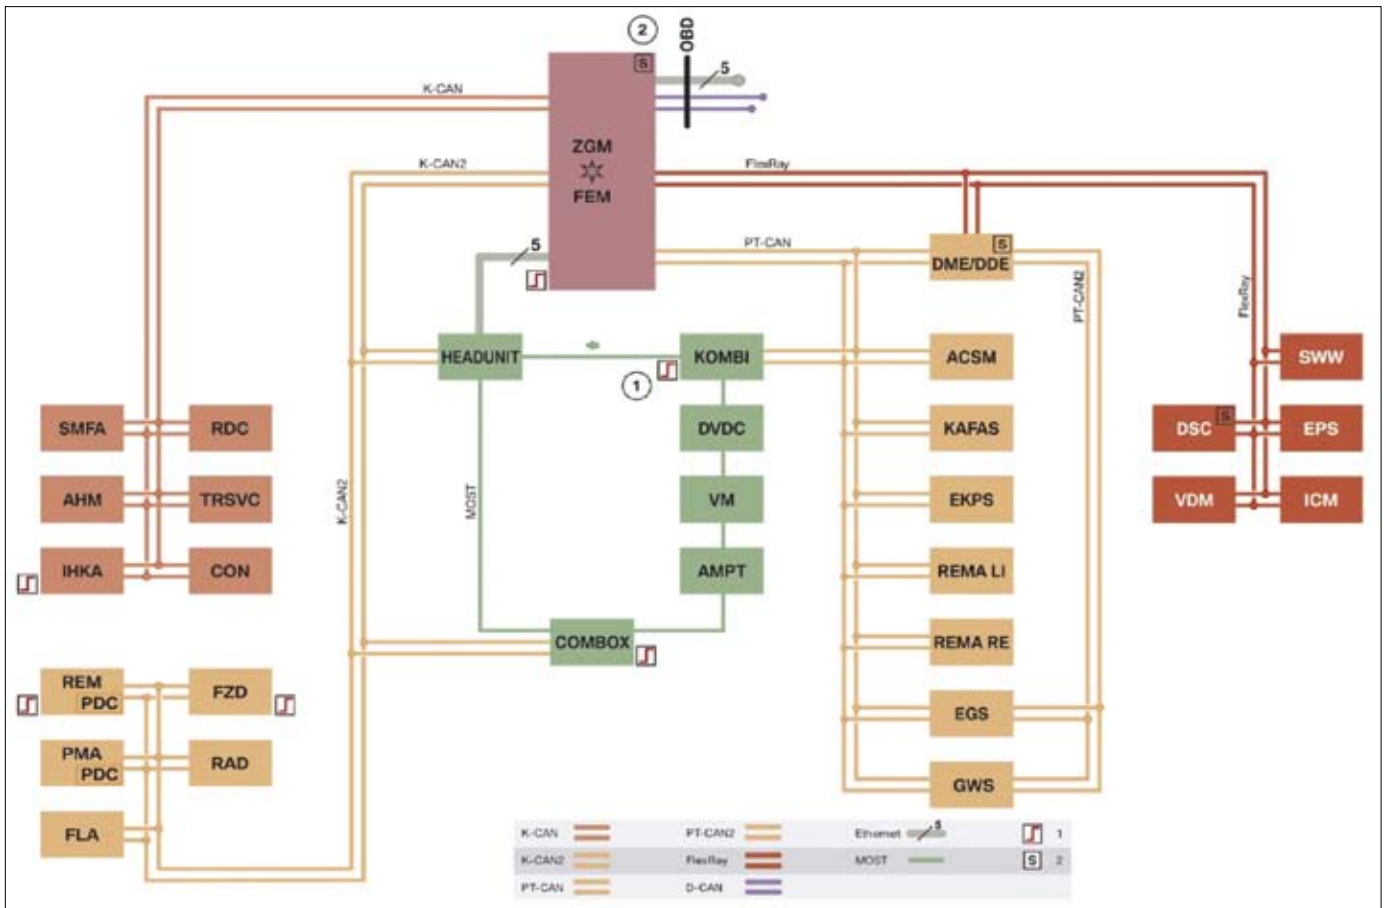 2
OBD
S
5
K-CAN
ZGM
FEM
K-CAN2
FlexRay
5
PT-CAN
S
DME/DDE
PT-CAN2
FlexRay
HEADUNIT
KOMBI
ACSM
SWW
1
SMFA
RDC
DVDC
KAFAS
DSC
S
EPS
AHM
TRSVC
K-CAN2
MOST
VM
EKPS
VDM
ICM
IHKA
CON
AMPT
REMA LI
COMBOX
REMA RE
REM
PDC
FZD
EGS
PMA
PDC
RAD
GWS
FLA
K-CAN
PT-CAN2
Ethernet
5
1
K-CAN2
FlexRay
MOST
S
2
PT-CAN
D-CAN